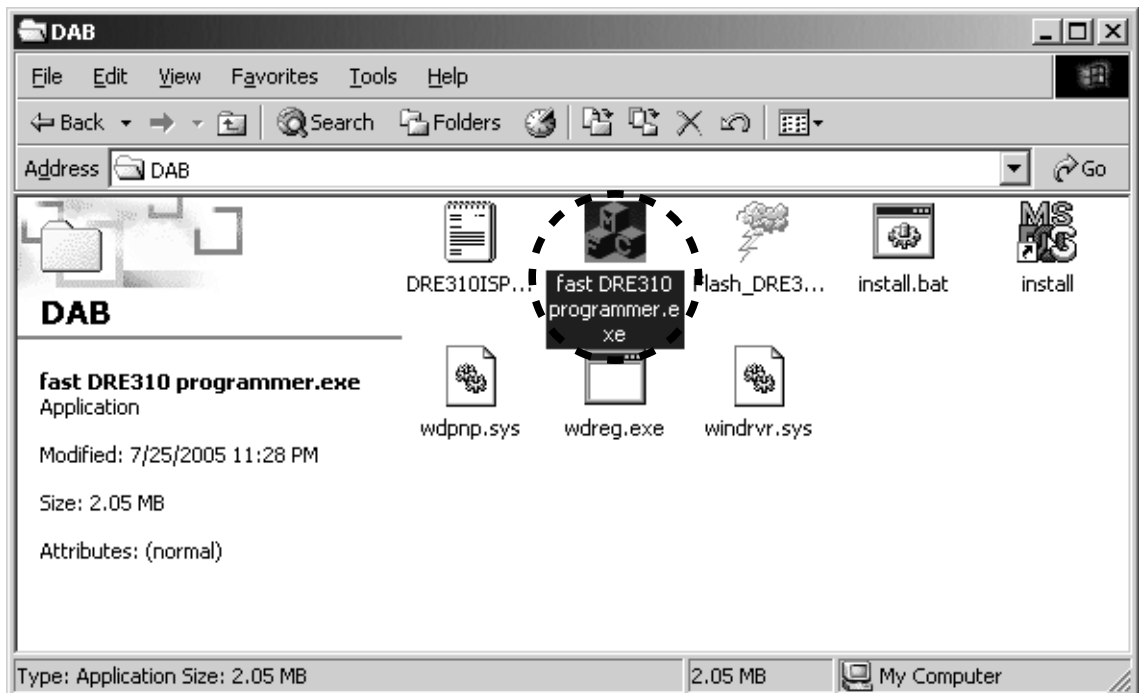 DAB
File Edit View Favorites Tools Help
Back Search Folders
Address DAB Go
DAB
fast DRE310 programmer.exe
Application
Modified: 7/25/2005 11:28 PM
Size: 2.05 MB
Attributes: (normal)
M
F C
MS
DOS
DRE310ISP...
fast DRE310
programmer.e
xe
Flash_DRE3...
install.bat
install
wdpnp.sys
wdreg.exe
windrvr.sys
Type: Application Size: 2.05 MB
2.05 MB
My Computer